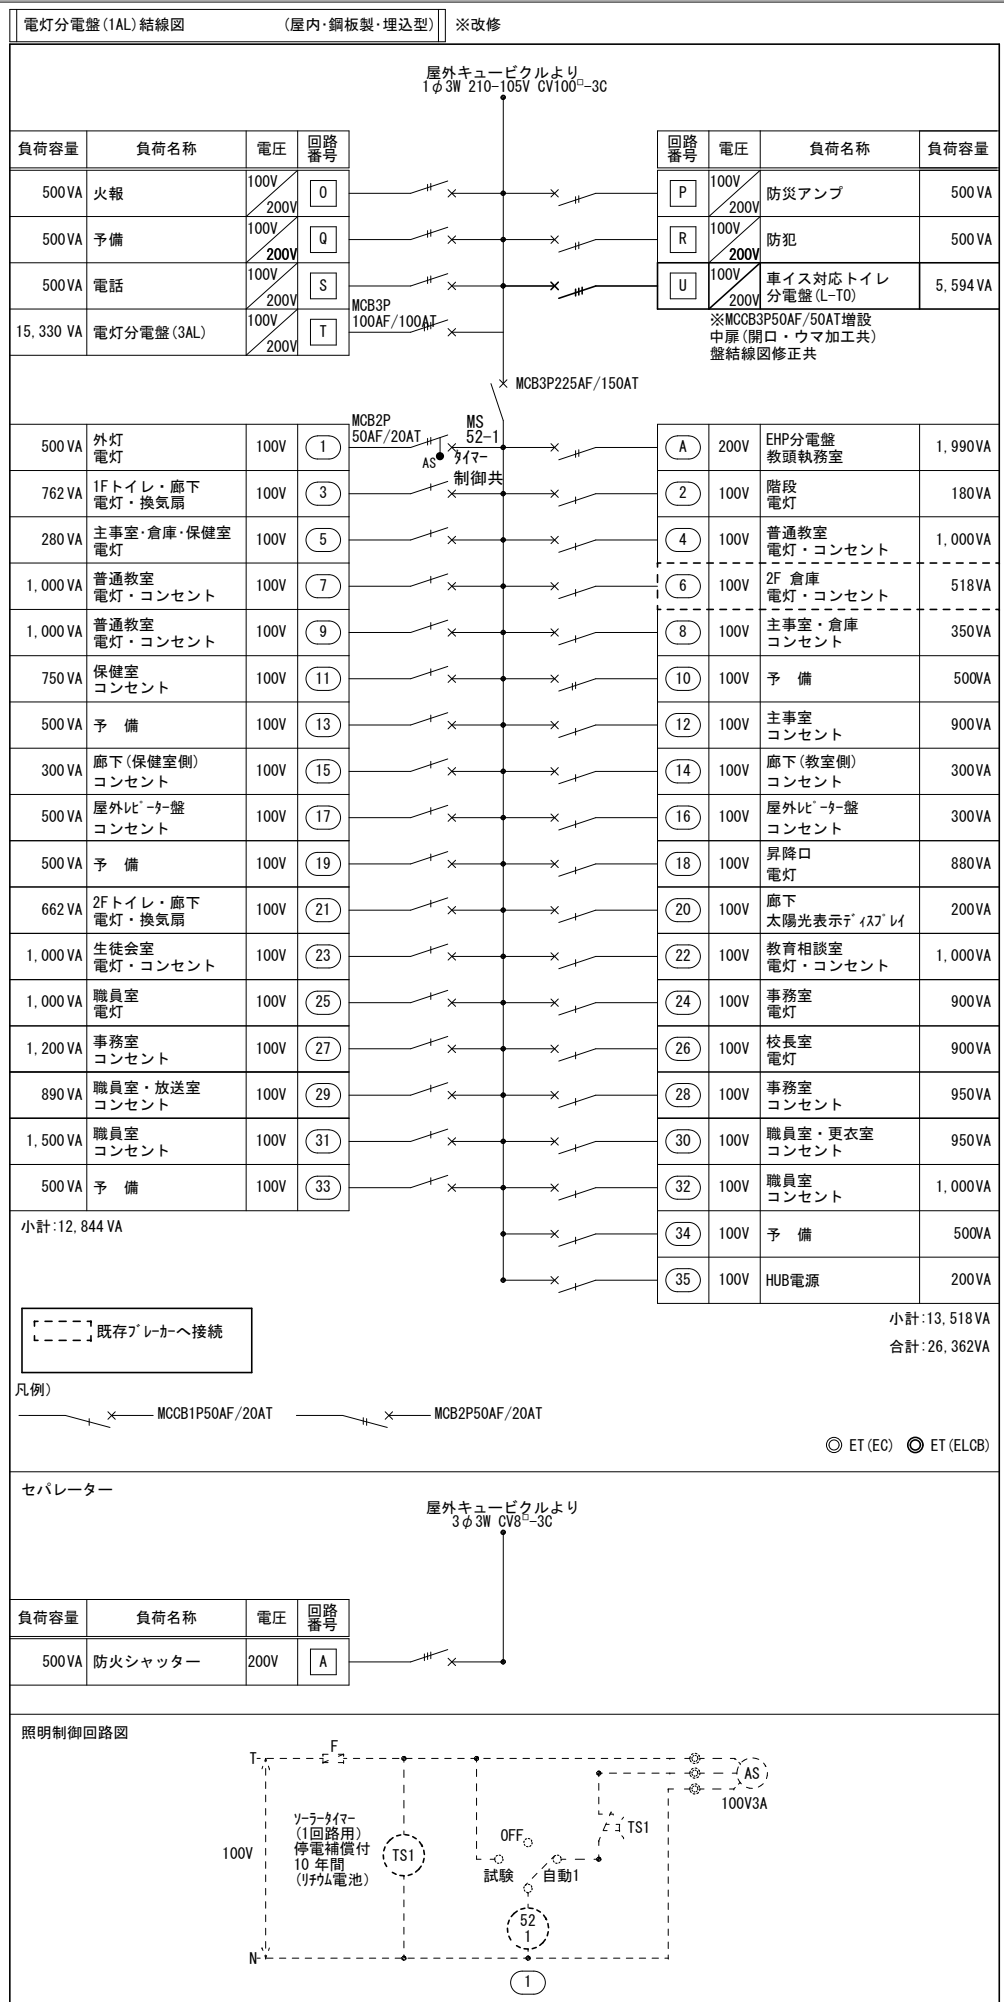 電灯分電盤(1AL)結線図 (屋内･鋼板製･埋込型) ※改修
屋外キュービクルより
1φ3W 210-105V CV100□-3C
負荷容量 負荷名称 電圧 回路番号 回路番号 電圧 負荷名称 負荷容量
500VA 火報 100V/200V O P 100V/200V 防災アンプ 500VA
500VA 予備 100V/200V Q R 100V/200V 防犯 500VA
500VA 電話 100V/200V S U 100V/200V 車イス対応トイレ 分電盤(L-TO) 5,594VA
15,330 VA 電灯分電盤(3AL) 100V/200V T
MCB3P
100AF/100AT
※MCCB3P50AF/50AT増設
中扉(開口・ウマ加工共)
盤結線図修正共
MCB3P225AF/150AT
MCB2P
50AF/20AT
MS
52-1
AS
ﾀｲﾏｰ
制御共
500VA 外灯 電灯 100V 1 A 200V EHP分電盤 教頭執務室 1,990VA
762VA 1Fトイレ・廊下 電灯・換気扇 100V 3 2 100V 階段 電灯 180VA
280VA 主事室･倉庫･保健室 電灯 100V 5 4 100V 普通教室 電灯・コンセント 1,000VA
1,000VA 普通教室 電灯・コンセント 100V 7 6 100V 2F 倉庫 電灯・コンセント 518VA
1,000VA 普通教室 電灯・コンセント 100V 9 8 100V 主事室・倉庫 コンセント 350VA
750VA 保健室 コンセント 100V 11 10 100V 予 備 500VA
500VA 予 備 100V 13 12 100V 主事室 コンセント 900VA
300VA 廊下(保健室側) コンセント 100V 15 14 100V 廊下(教室側) コンセント 300VA
500VA 屋外ﾚﾋﾟｰﾀｰ盤 コンセント 100V 17 16 100V 屋外ﾚﾋﾟｰﾀｰ盤 コンセント 300VA
500VA 予 備 100V 19 18 100V 昇降口 電灯 880VA
662VA 2Fトイレ・廊下 電灯・換気扇 100V 21 20 100V 廊下 太陽光表示ﾃﾞｨｽﾌﾟﾚｲ 200VA
1,000VA 生徒会室 電灯・コンセント 100V 23 22 100V 教育相談室 電灯・コンセント 1,000VA
1,000VA 職員室 電灯 100V 25 24 100V 事務室 電灯 900VA
1,200VA 事務室 コンセント 100V 27 26 100V 校長室 電灯 900VA
890VA 職員室・放送室 コンセント 100V 29 28 100V 事務室 コンセント 950VA
1,500VA 職員室 コンセント 100V 31 30 100V 職員室・更衣室 コンセント 950VA
500VA 予 備 100V 33 32 100V 職員室 コンセント 1,000VA
小計:12,844VA
34 100V 予 備 500VA
35 100V HUB電源 200VA
小計:13,518VA
合計:26,362VA
既存ﾌﾞﾚｰｶｰへ接続
凡例)
MCCB1P50AF/20AT MCB2P50AF/20AT
ET(EC) ET(ELCB)
セパレーター
屋外キュービクルより
3φ3W CV8□-3C
負荷容量 負荷名称 電圧 回路番号
500VA 防火シャッター 200V A
照明制御回路図
T F
AS
100V3A
100V
ｿｰﾗｰﾀｲﾏｰ
(1回路用)
停電補償付
10 年間
(ﾘﾁｳﾑ電池)
TS1
TS1
OFF
試験 自動1
52
1
N
1